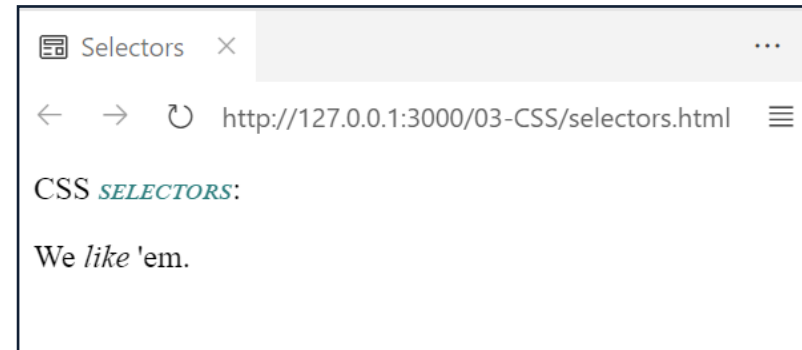 Selectors
http://127.0.0.1:3000/03-CSS/selectors.html
CSS SELECTORS:
We like 'em.